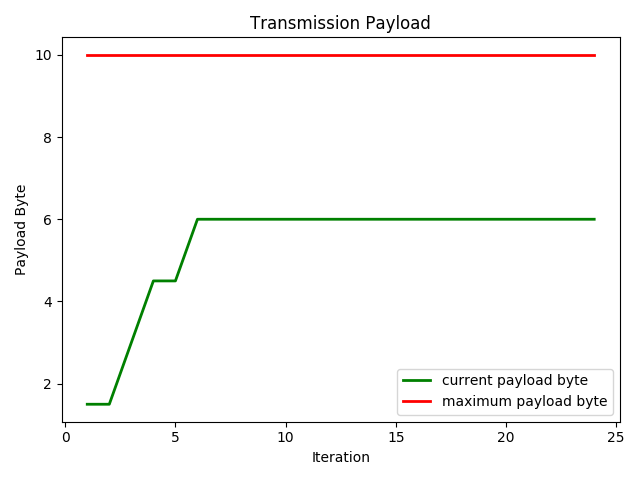 Transmission Payload
10
8
6
4
2
Payload Byte
current payload byte
maximum payload byte
0
5
10
15
20
25
Iteration